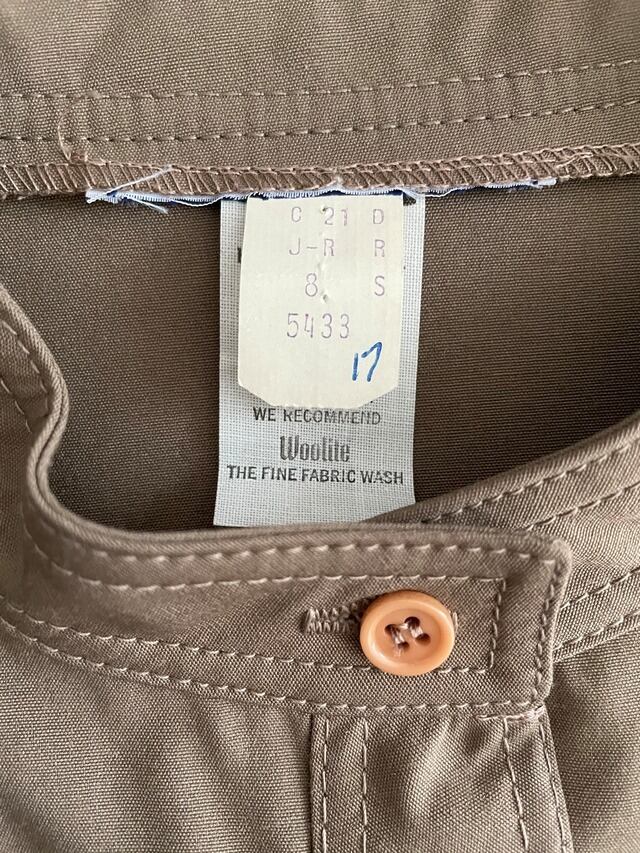 C 21 D
J-R R
8 S
5433
17
WE RECOMMEND
Woolite
THE FINE FABRIC WASH